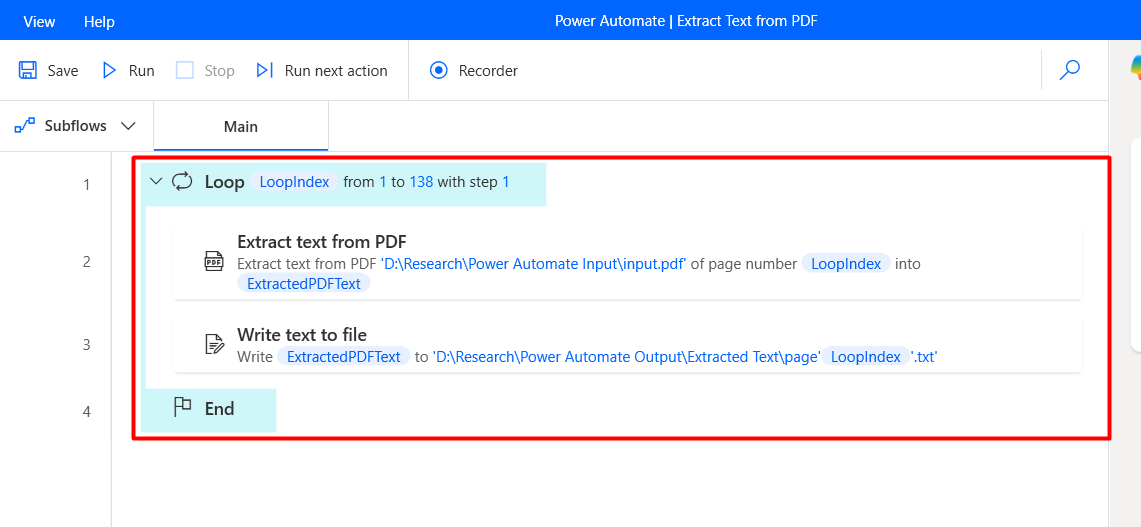 View Help Power Automate | Extract Text from PDF
Save Run Stop Run next action Recorder
Subflows Main
1 Loop LoopIndex from 1 to 138 with step 1
Extract text from PDF
2 Extract text from PDF 'D:\Research\Power Automate Input\input.pdf' of page number LoopIndex into
ExtractedPDFText
Write text to file
3 Write ExtractedPDFText to 'D:\Research\Power Automate Output\Extracted Text\page' LoopIndex '.txt'
4 End